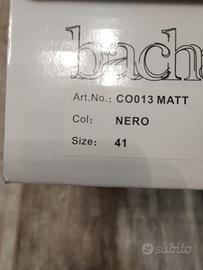 bach
Art.No.: CO013 MATT
Col: NERO
Size: 41
subito